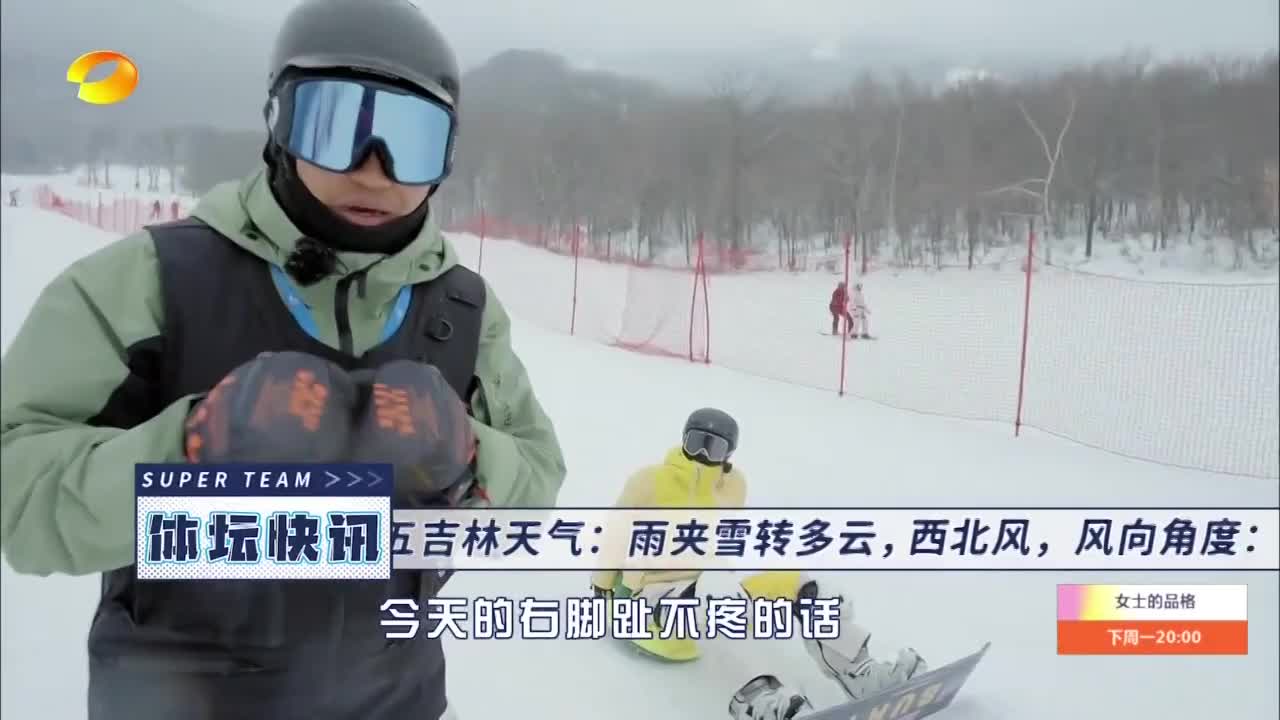 SUPER TEAM >>>
体坛快讯
五吉林天气：雨夹雪转多云，西北风，风向角度：
今天的右脚趾不疼的话
女士的品格
下周一20:00